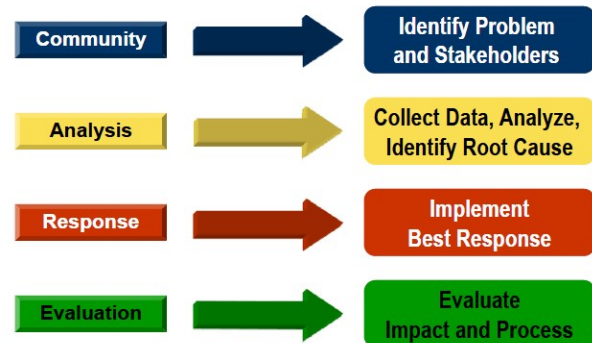 Community
Identify Problem
and Stakeholders
Analysis
Collect Data, Analyze,
Identify Root Cause
Response
Implement
Best Response
Evaluation
Evaluate
Impact and Process